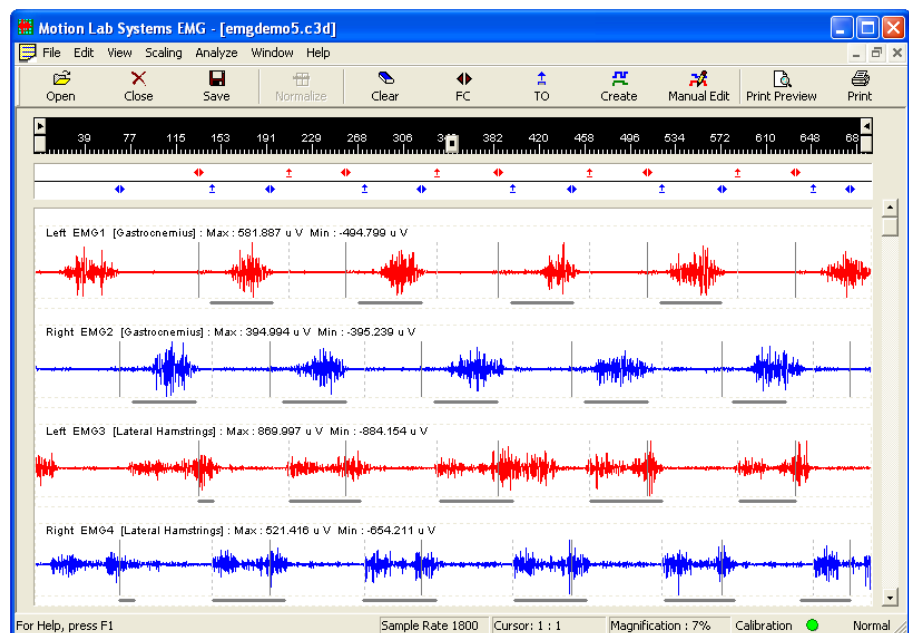 Motion Lab Systems EMG - [emgdemo5.c3d]
File Edit View Scaling Analyze Window Help
Open Close Save Normalize Clear FC TO Create Manual Edit Print Preview Print
39 77 115 153 191 229 268 306 382 420 458 496 534 572 610 648
Left EMG1 [Gastrocnemius] : Max : 581.887 u V Min : -494.799 u V
Right EMG2 [Gastrocnemius] : Max : 394.994 u V Min : -395.239 u V
Left EMG3 [Lateral Hamstrings] : Max : 869.997 u V Min : -884.154 u V
Right EMG4 [Lateral Hamstrings] : Max : 521.416 u V Min : -654.211 u V
For Help, press F1 Sample Rate 1800 Cursor: 1 : 1 Magnification : 7% Calibration Normal